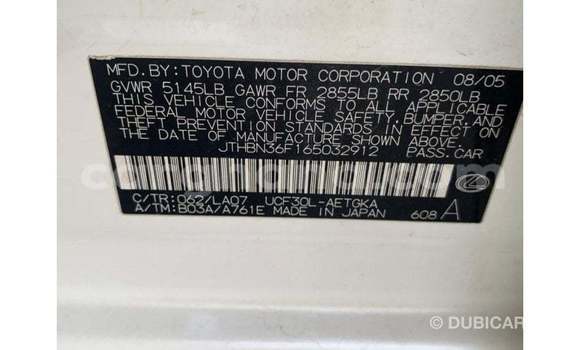 MFD. BY: TOYOTA MOTOR CORPORATION 08/05
GVWR 5145LB GAWR FR 2855LB RR 2850LB
THIS VEHICLE CONFORMS TO ALL APPLICABLE
FEDERAL MOTOR VEHICLE SAFETY, BUMPER, AND
THEFT PREVENTION STANDARDS IN EFFECT ON
THE DATE OF MANUFACTURE SHOWN ABOVE.
JTHBN36F165032912 PASS. CAR
C/TR: 062/LA07 UCF30L-AETGKA
A/TM: B03A/A761E MADE IN JAPAN 608 A
© DUBICAR